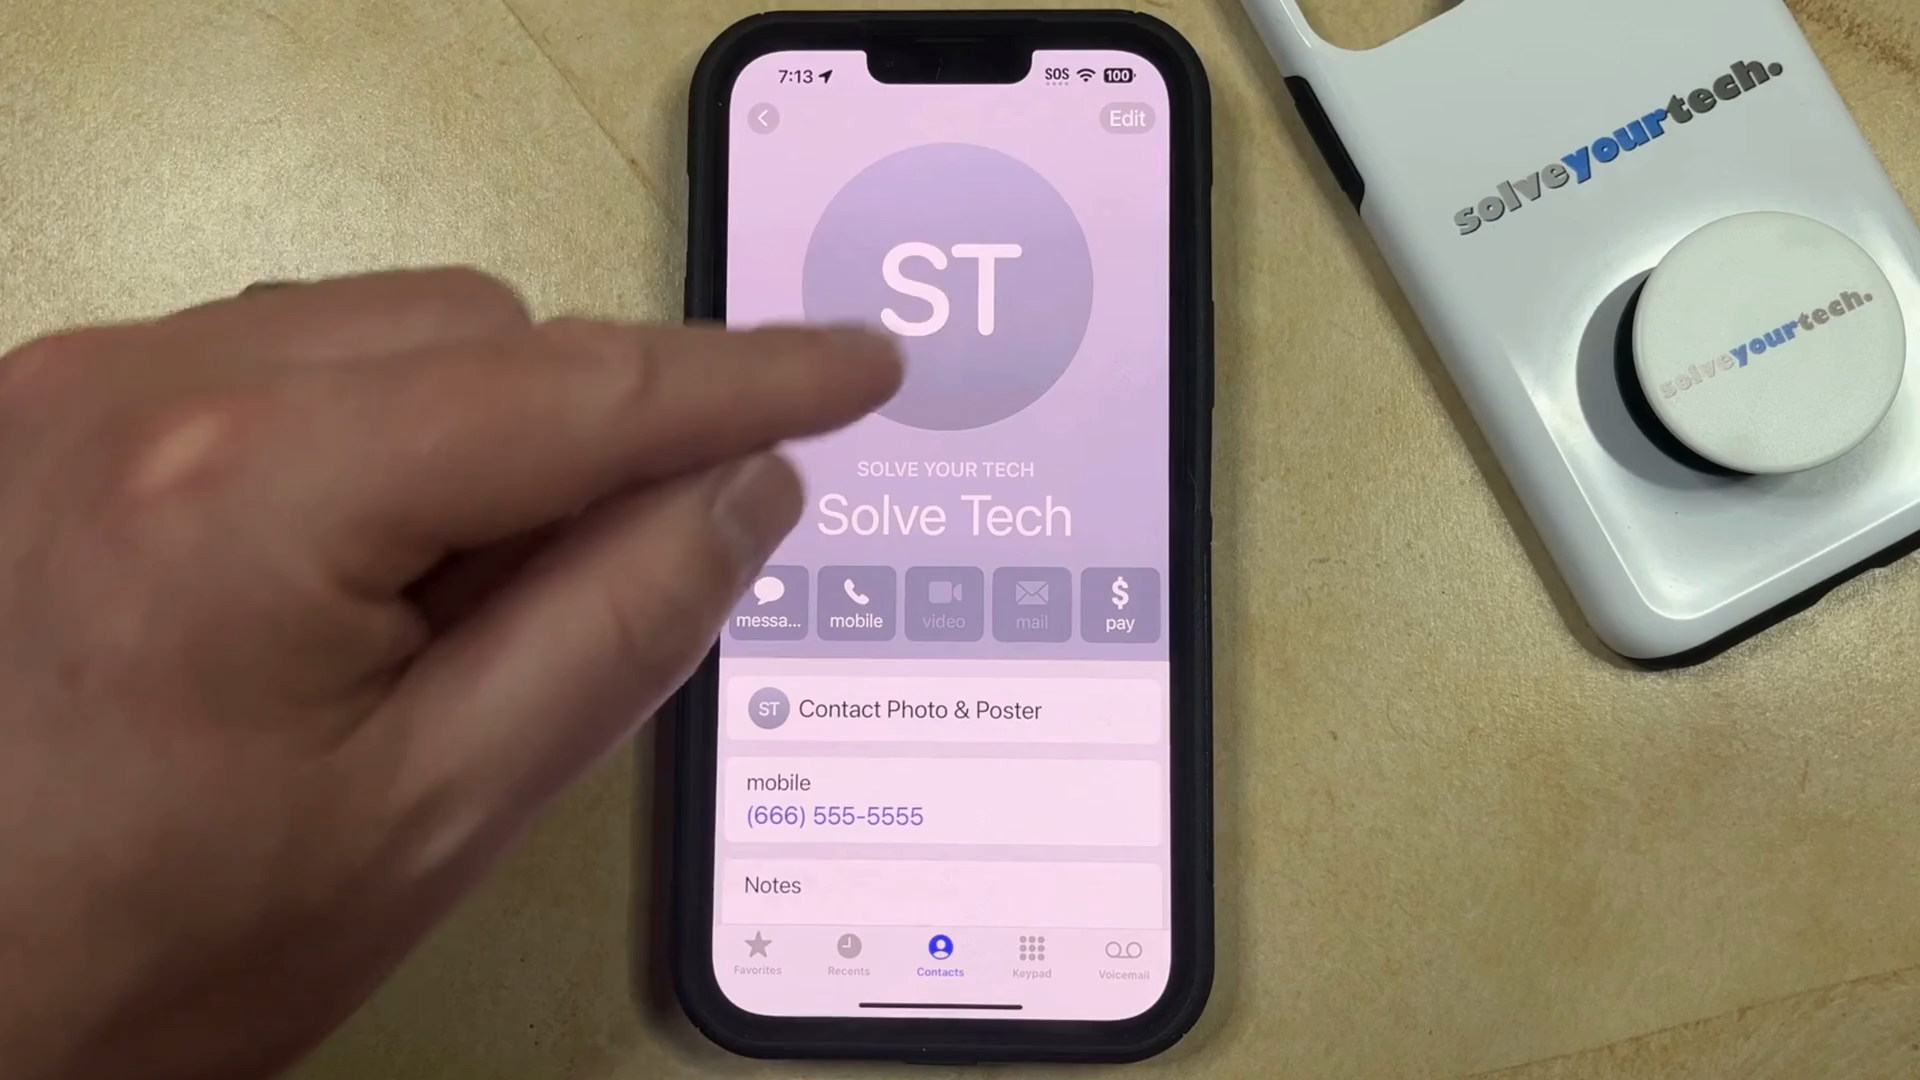 7:13
SOS
100
Edit
ST
SOLVE YOUR TECH
Solve Tech
messa...
mobile
video
mail
$
pay
ST
Contact Photo & Poster
mobile
(666) 555-5555
Notes
Favorites
Recents
Contacts
Keypad
Voicemail
solveyourtech.
solveyourtech.